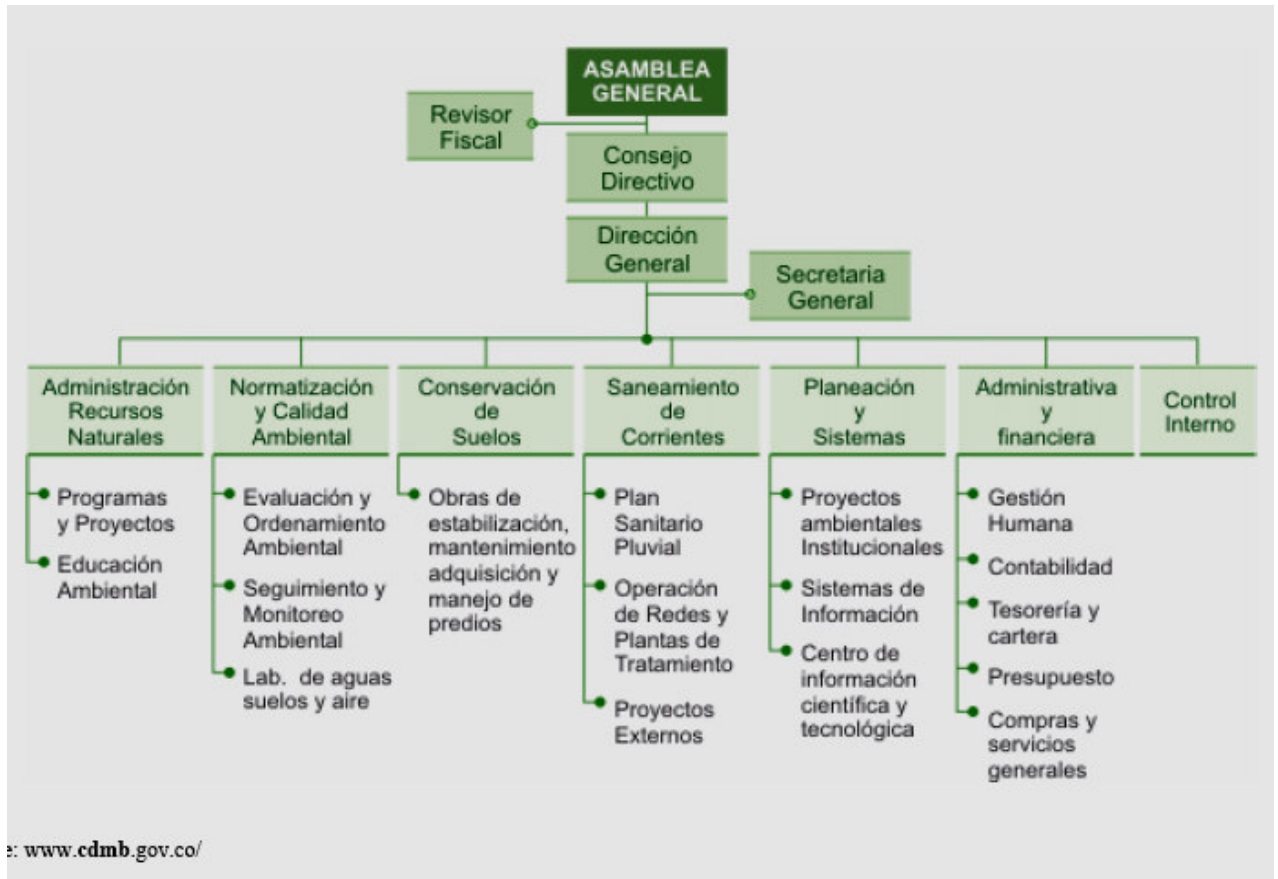 ASAMBLEA
GENERAL
Revisor
Fiscal
Consejo
Directivo
Dirección
General
Secretaria
General
Administración
Recursos
Naturales
Programas
y Proyectos
Educación
Ambiental
Normatización
y Calidad
Ambiental
Evaluación y
Ordenamiento
Ambiental
Seguimiento y
Monitoreo
Ambiental
Lab. de aguas
suelos y aire
Conservación
de
Suelos
Obras de
estabilización,
mantenimiento
adquisición y
manejo de
predios
Saneamiento
de
Corrientes
Plan
Sanitario
Pluvial
Operación
de Redes y
Plantas de
Tratamiento
Proyectos
Externos
Planeación
y
Sistemas
Proyectos
ambientales
Institucionales
Sistemas de
Información
Centro de
información
científica y
tecnológica
Administrativa
y
financiera
Gestión
Humana
Contabilidad
Tesorería y
cartera
Presupuesto
Compras y
servicios
generales
Control
Interno
e: www.cdmb.gov.co/